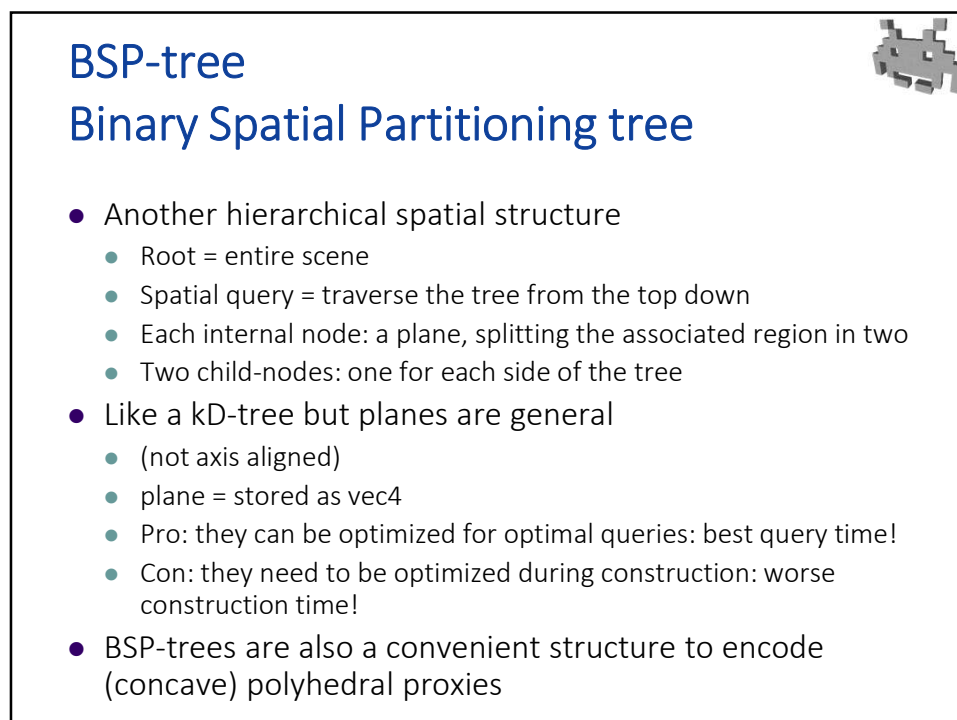 BSP-tree
Binary Spatial Partitioning tree
Another hierarchical spatial structure
Root = entire scene
Spatial query = traverse the tree from the top down
Each internal node: a plane, splitting the associated region in two
Two child-nodes: one for each side of the tree
Like a kD-tree but planes are general
(not axis aligned)
plane = stored as vec4
Pro: they can be optimized for optimal queries: best query time!
Con: they need to be optimized during construction: worse
construction time!
BSP-trees are also a convenient structure to encode
(concave) polyhedral proxies